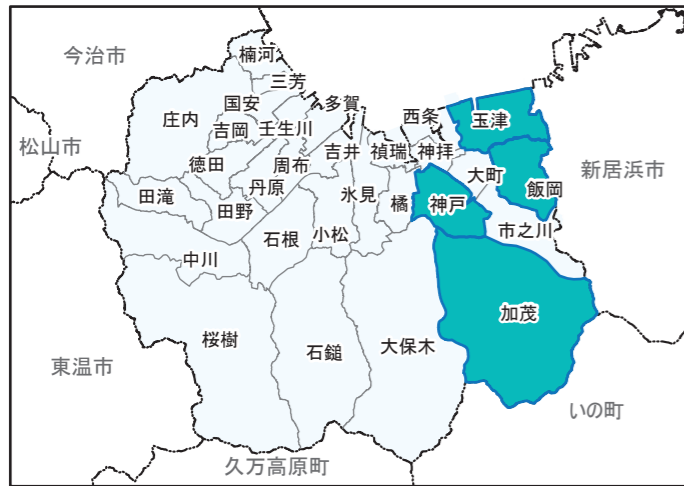 今治市
楠河
三芳
国安
多賀
庄内
吉岡
壬生川
西条
玉津
松山市
徳田
周布
吉井
禎瑞
神拝
大町
新居浜市
田滝
丹原
氷見
飯岡
田野
橘
神戸
石根
小松
市之川
中川
加茂
桜樹
石鎚
大保木
東温市
いの町
久万高原町